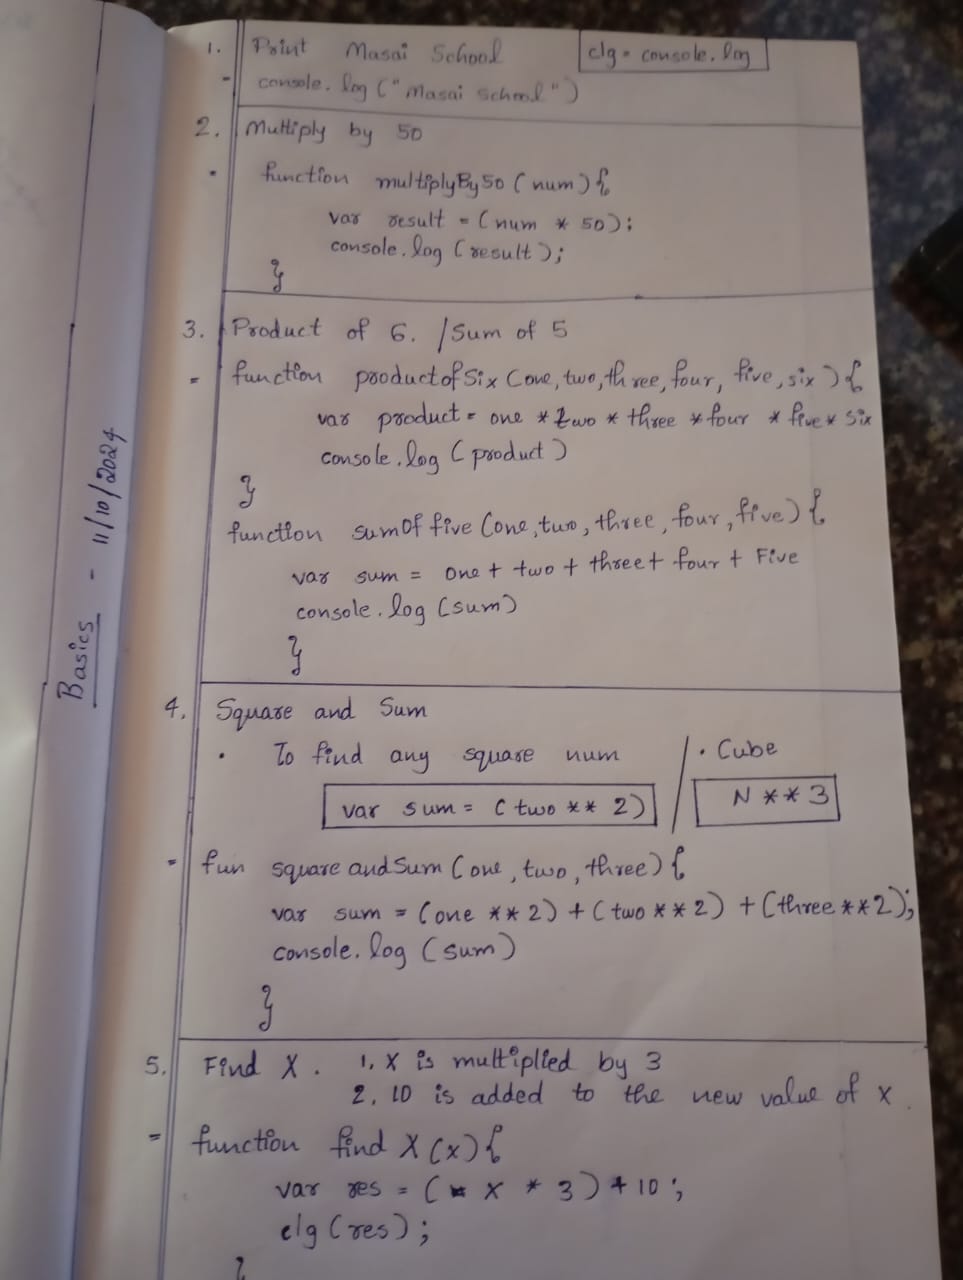 Basics - 11/10/2024
1. Print Masai School clg = console.log
- console.log ("Masai School")
2. Multiply by 50
. function multiplyBy50 (num) {
var result = (num * 50);
console.log (result);
}
3. Product of 6. / Sum of 5
= function productofSix (one, two, three, four, five, six) {
var product = one * two * three * four * five * six
console.log (product)
}
function sumOf five (one, two, three, four, five) {
var sum = one + two + three + four + Five
console.log (sum)
}
4. Square and Sum
. To find any square num / . Cube
var sum = (two ** 2) N ** 3
= fun square andSum (one, two, three) {
var sum = (one ** 2) + (two ** 2) + (three ** 2);
console.log (sum)
}
5. Find X. 1. X is multiplied by 3
2. 10 is added to the new value of x.
= function find X (x) {
var res = ( x * 3) + 10;
clg (res);
}